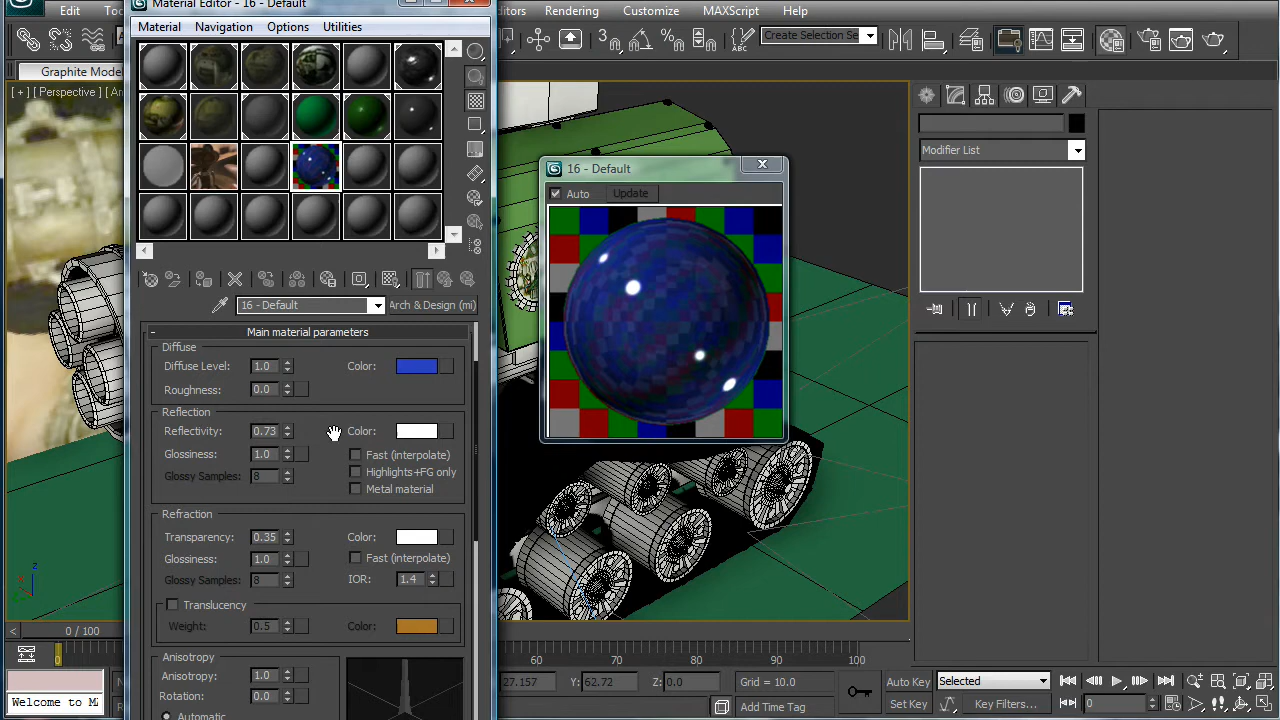 Material Editor - 16 - Default
Edit
Rendering
Customize
MAXScript
Help
Material
Navigation
Options
Utilities
Create Selection Se
Graphite Model
[ + ] [ Perspective ]
16 - Default
Auto
Update
Modifier List
16 - Default
Arch & Design (mi)
- Main material parameters
Diffuse
Diffuse Level: 1.0 Color:
Roughness: 0.0
Reflection
Reflectivity: 0.73 Color:
Glossiness: 1.0 Fast (interpolate)
Highlights+FG only
Glossy Samples: 8
Metal material
Refraction
Transparency: 0.35 Color:
Glossiness: 1.0 Fast (interpolate)
Glossy Samples: 8 IOR: 1.4
Translucency
Weight: 0.5 Color:
Anisotropy
Anisotropy: 1.0
Rotation: 0.0
Automatic
0 / 100
0
60 70 80 90 100
Welcome to M
27.157 Y: 62.72 Z: 0.0 Grid = 10.0
Add Time Tag
Auto Key Selected
Set Key Key Filters... 0